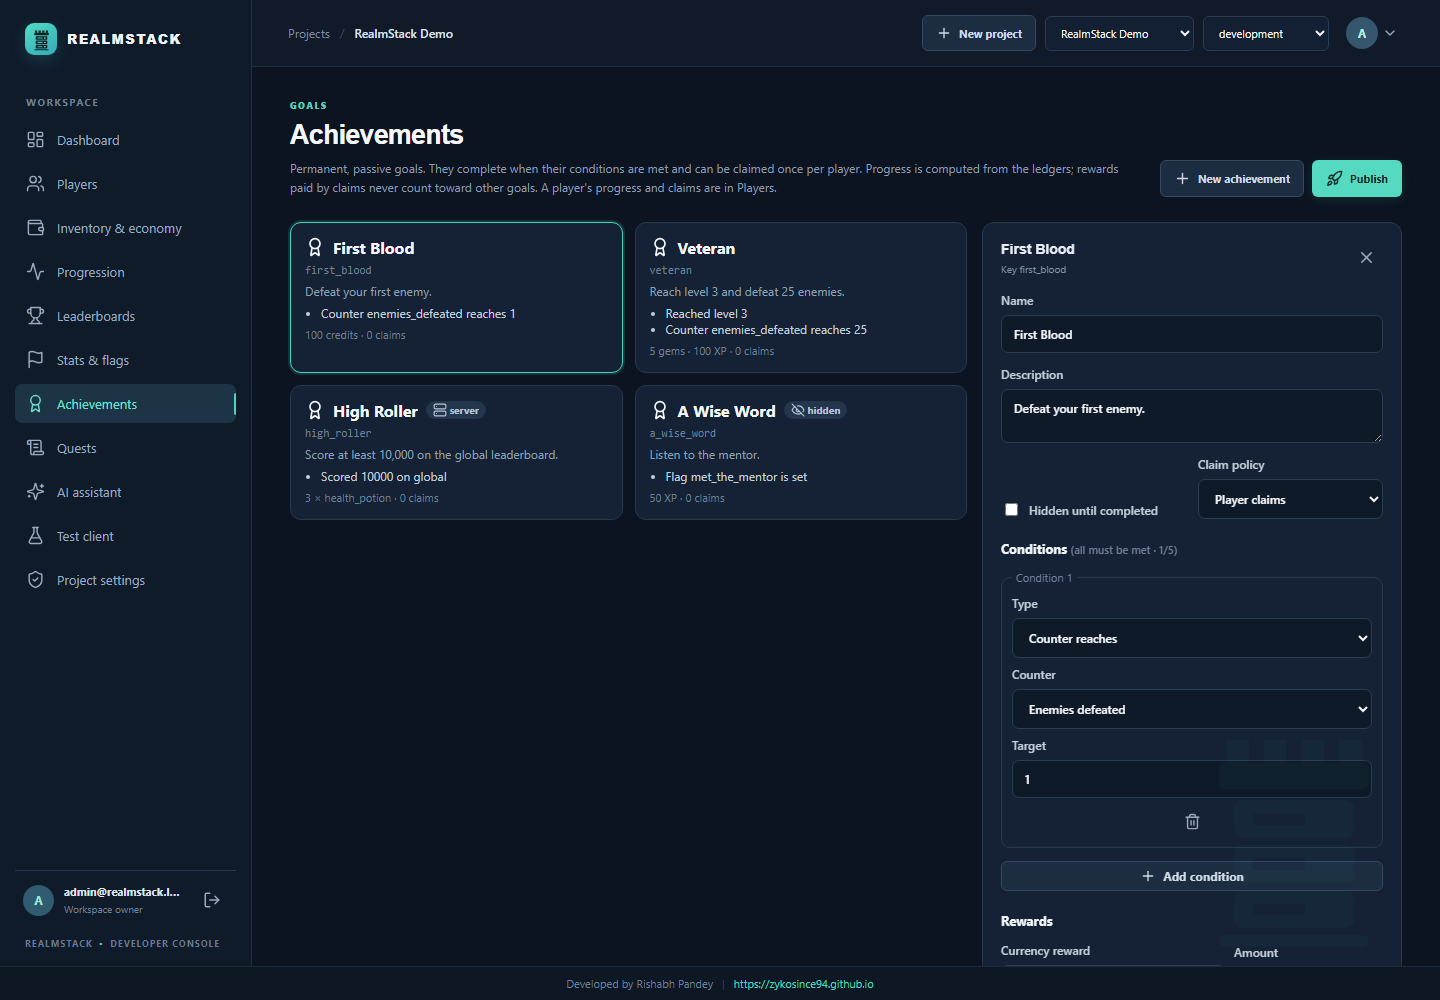 REALMSTACK
WORKSPACE
Dashboard
Players
Inventory & economy
Progression
Leaderboards
Stats & flags
Achievements
Quests
AI assistant
Test client
Project settings
A
admin@realmstack.l...
Workspace owner
REALMSTACK • DEVELOPER CONSOLE
Projects / RealmStack Demo
New project
RealmStack Demo
development
A
GOALS
Achievements
Permanent, passive goals. They complete when their conditions are met and can be claimed once per player. Progress is computed from the ledgers; rewards
paid by claims never count toward other goals. A player's progress and claims are in Players.
New achievement
Publish
First Blood
first_blood
Defeat your first enemy.
• Counter enemies_defeated reaches 1
100 credits · 0 claims
Veteran
veteran
Reach level 3 and defeat 25 enemies.
• Reached level 3
• Counter enemies_defeated reaches 25
5 gems · 100 XP · 0 claims
High Roller server
high_roller
Score at least 10,000 on the global leaderboard.
• Scored 10000 on global
3 × health_potion · 0 claims
A Wise Word hidden
a_wise_word
Listen to the mentor.
• Flag met_the_mentor is set
50 XP · 0 claims
First Blood
Key first_blood
Name
First Blood
Description
Defeat your first enemy.
Hidden until completed
Claim policy
Player claims
Conditions (all must be met · 1/5)
Condition 1
Type
Counter reaches
Counter
Enemies defeated
Target
1
Add condition
Rewards
Currency reward
Amount
Developed by Rishabh Pandey | https://zykosince94.github.io